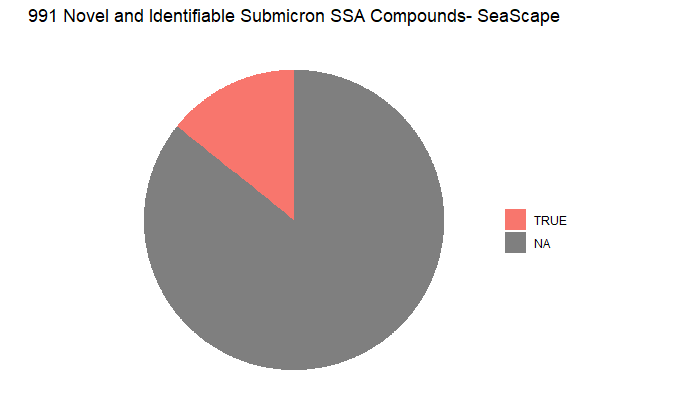 991 Novel and Identifiable Submicron SSA Compounds- SeaScape
TRUE
NA